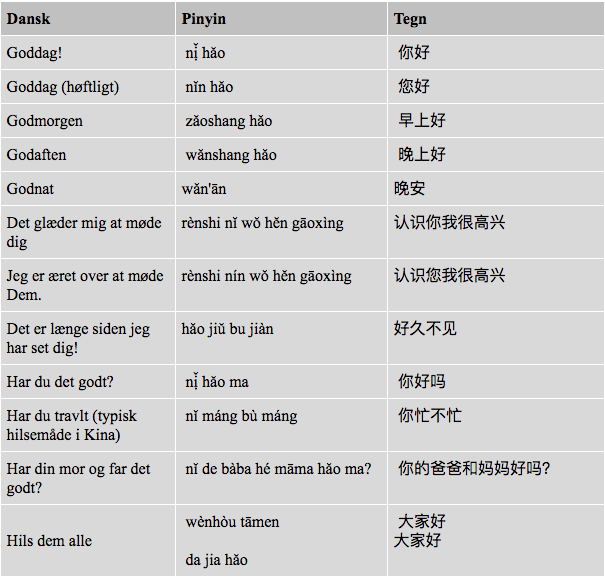 Dansk Pinyin Tegn
Goddag! nị̌ hǎo 你好
Goddag (høftligt) nǐn hǎo 您好
Godmorgen zǎoshang hǎo 早上好
Godaften wǎnshang hǎo 晚上好
Godnat wǎn'ān 晚安
Det glæder mig at møde rènshi nǐ wǒ hěn gāoxìng 认识你我很高兴
dig
Jeg er æret over at møde rènshi nín wǒ hěn gāoxìng 认识您我很高兴
Dem.
Det er længe siden jeg hǎo jiǔ bu jiàn 好久不见
har set dig!
Har du det godt? nị̌ hǎo ma 你好吗
Har du travlt (typisk nǐ máng bù máng 你忙不忙
hilsemåde i Kina)
Har din mor og far det nǐ de bàba hé māma hǎo ma? 你的爸爸和妈妈好吗?
godt?
Hils dem alle wènhòu tāmen 大家好
da jia hǎo 大家好